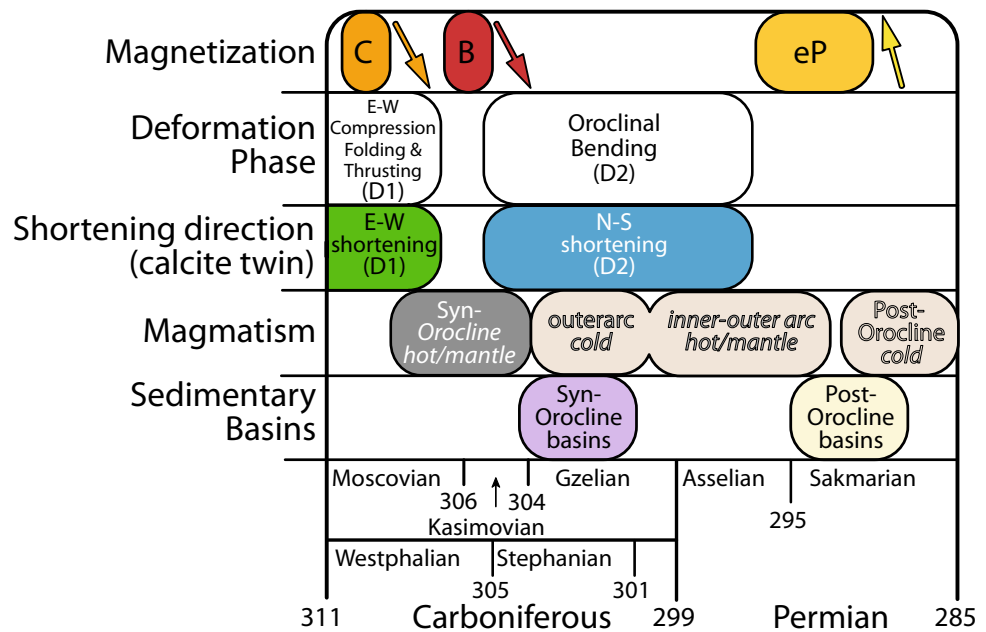 Magnetization
C
B
eP
Deformation
Phase
E-W
Compression
Folding &
Thrusting
(D1)
Oroclinal
Bending
(D2)
Shortening direction
(calcite twin)
E-W
shortening
(D1)
N-S
shortening
(D2)
Magmatism
Syn-
Orocline
hot/mantle
outerarc
cold
inner-outer arc
hot/mantle
Post-
Orocline
cold
Sedimentary
Basins
Syn-
Orocline
basins
Post-
Orocline
basins
Moscovian
306
304
Gzelian
Asselian
295
Sakmarian
Kasimovian
Westphalian
305
Stephanian
301
311
Carboniferous
299
Permian
285